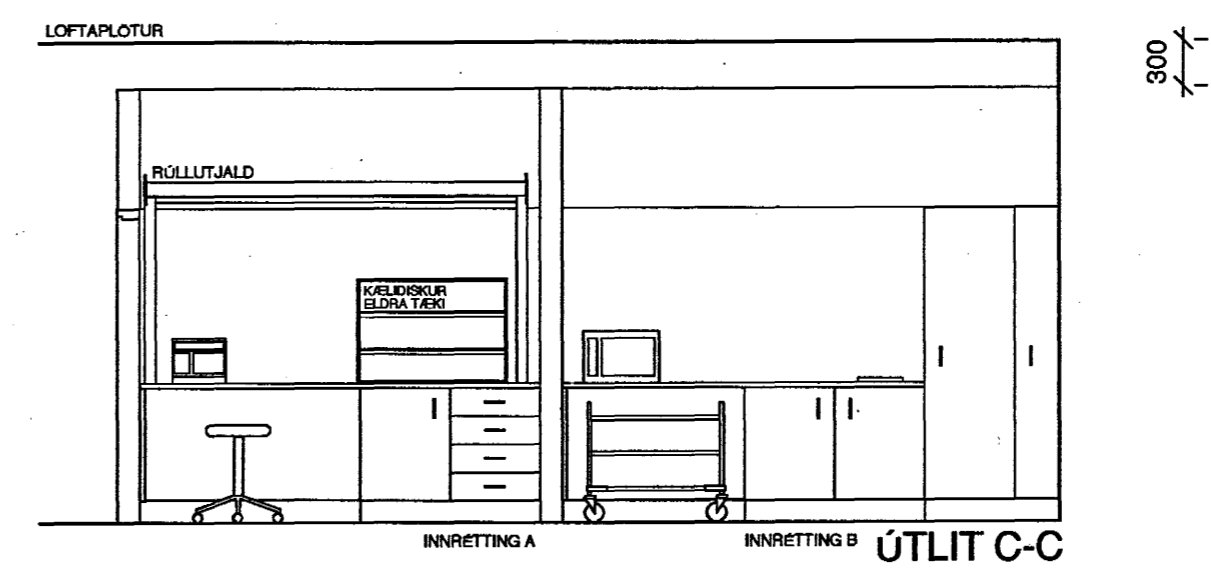 LOFTAPLÖTUR
300
RÚLLUTJALD
KÆLIDISKUR
ELDRA TÆKI
INNRÉTTING A
INNRÉTTING B
ÚTLIT C-C